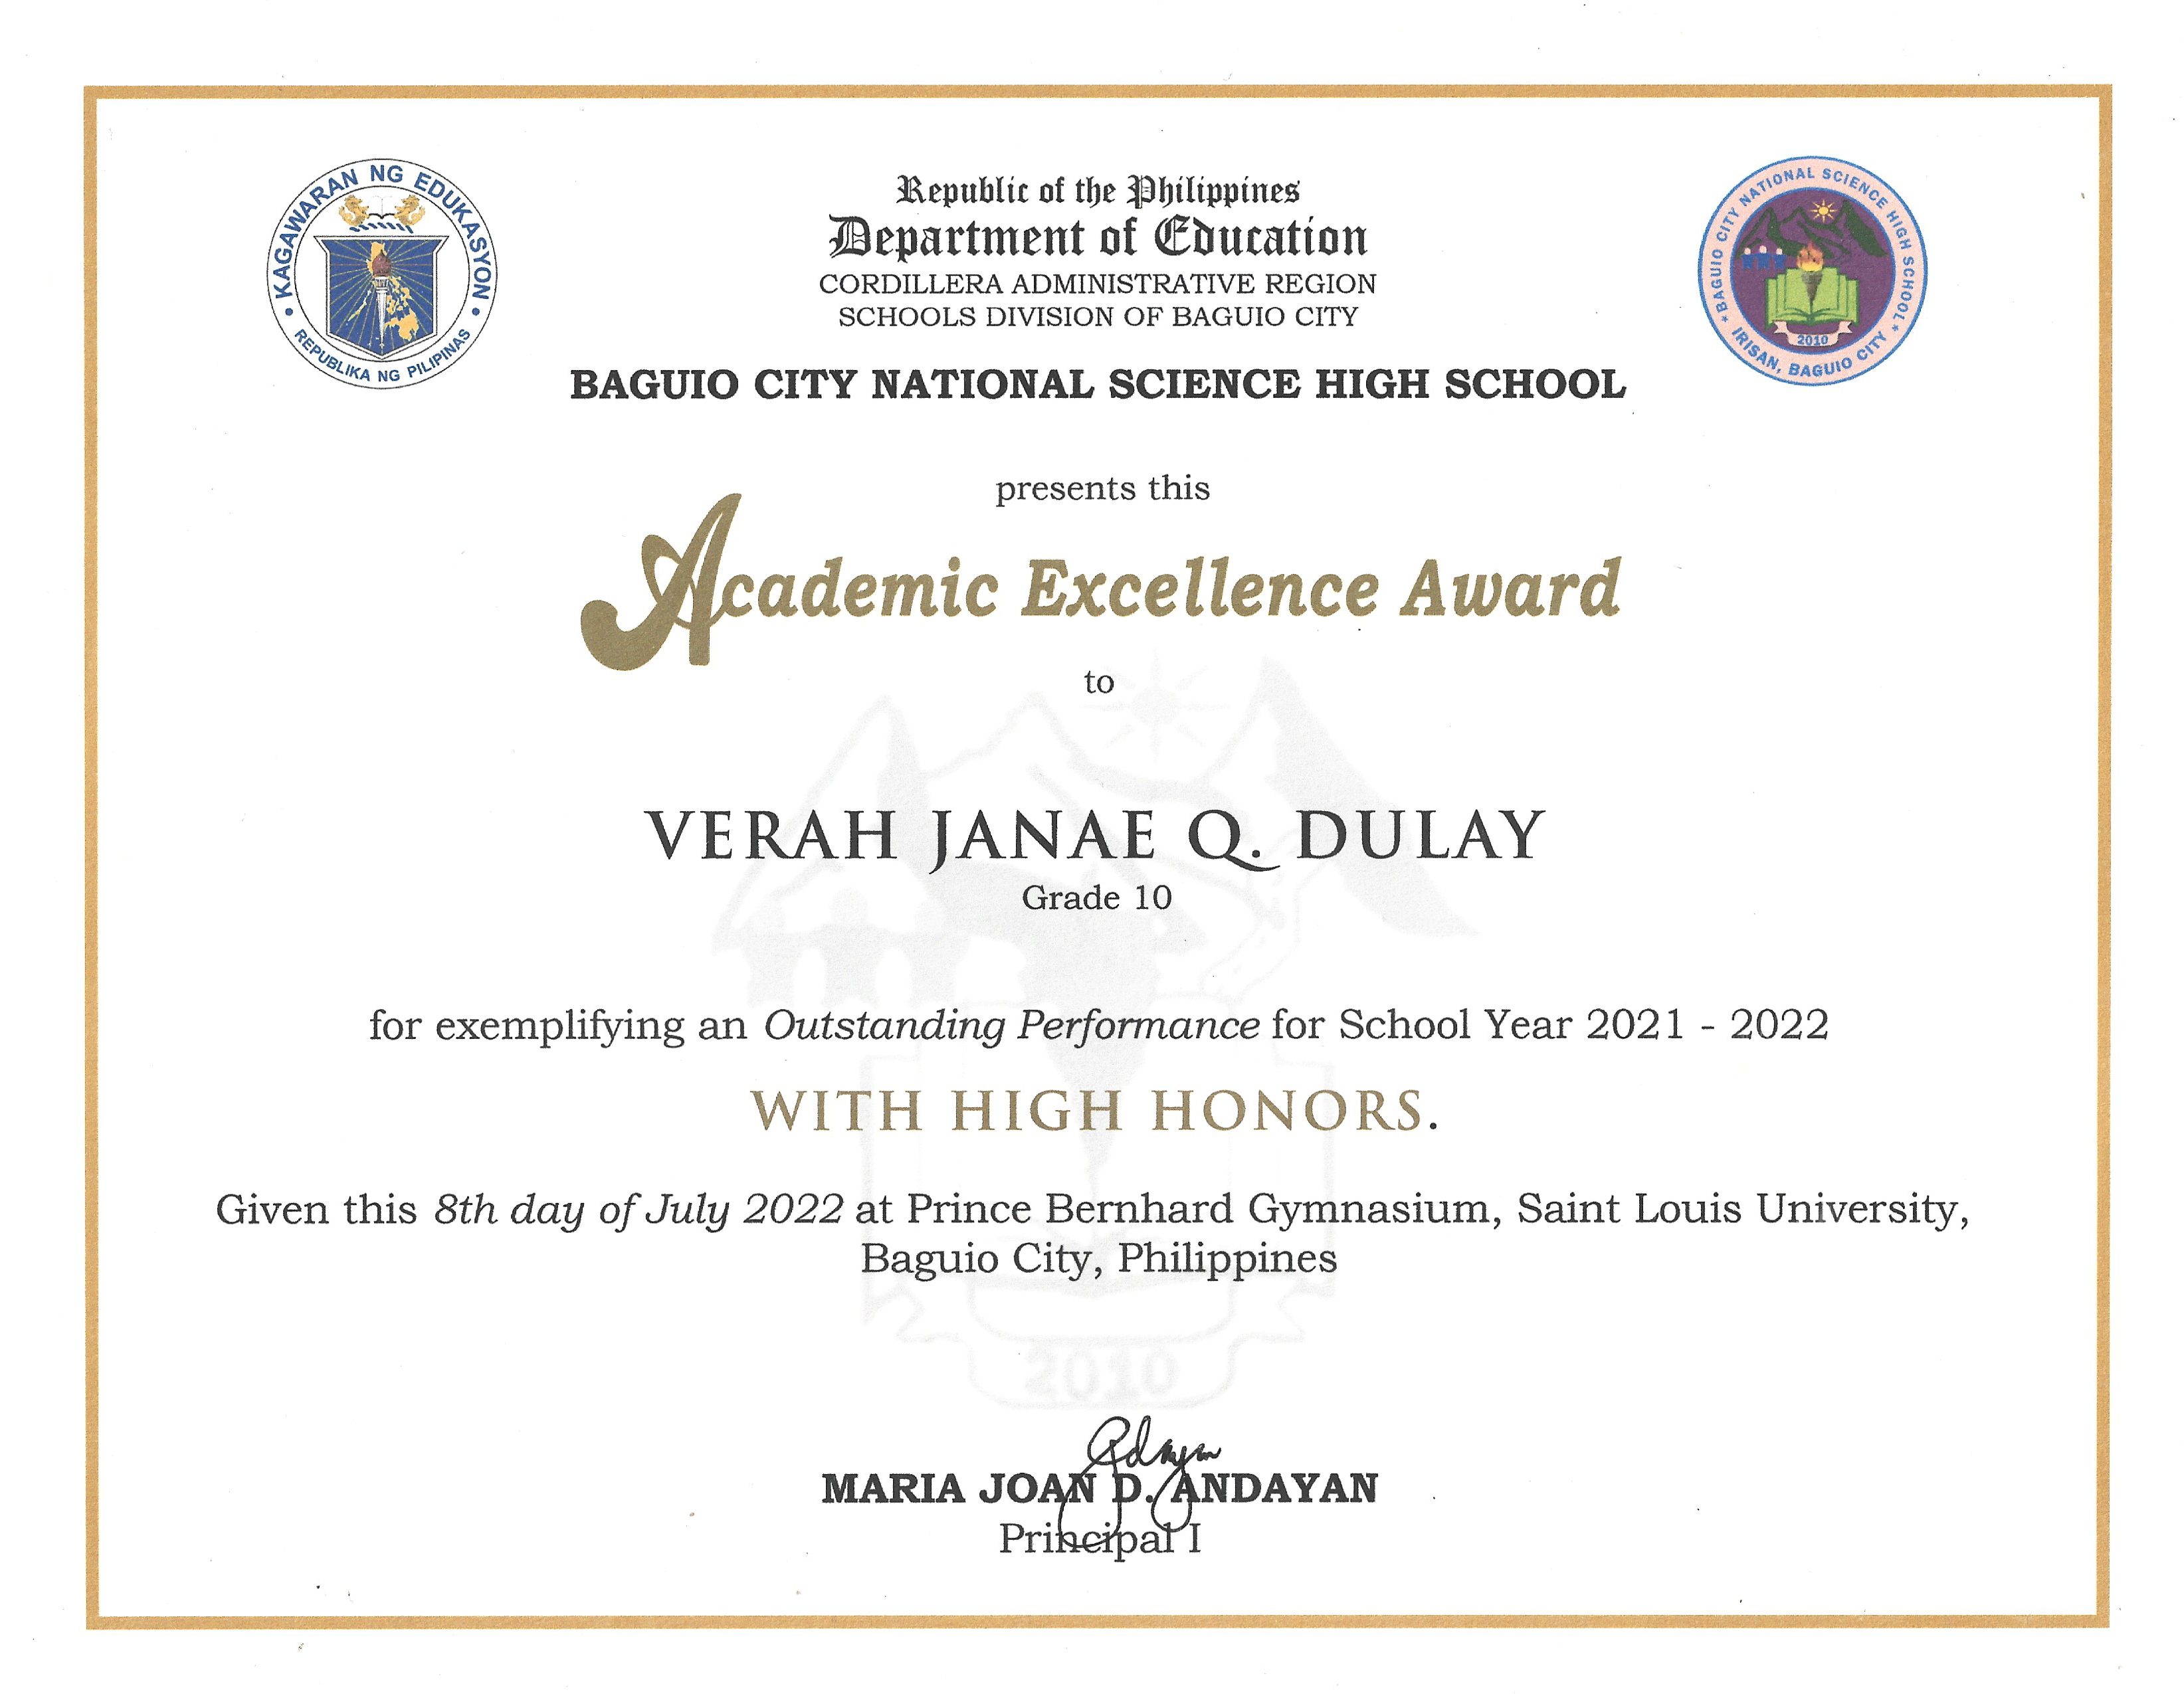 KAGAWARAN NG EDUKASYON
REPUBLIKA NG PILIPINAS
Republic of the Philippines
Department of Education
CORDILLERA ADMINISTRATIVE REGION
SCHOOLS DIVISION OF BAGUIO CITY
BAGUIO CITY NATIONAL SCIENCE HIGH SCHOOL
BAGUIO CITY NATIONAL SCIENCE HIGH SCHOOL
2010
IRISAN, BAGUIO CITY
presents this
Academic Excellence Award
to
VERAH JANAE Q. DULAY
Grade 10
for exemplifying an Outstanding Performance for School Year 2021 - 2022
WITH HIGH HONORS.
Given this 8th day of July 2022 at Prince Bernhard Gymnasium, Saint Louis University,
Baguio City, Philippines
2010
MARIA JOAN D. ANDAYAN
Principal I